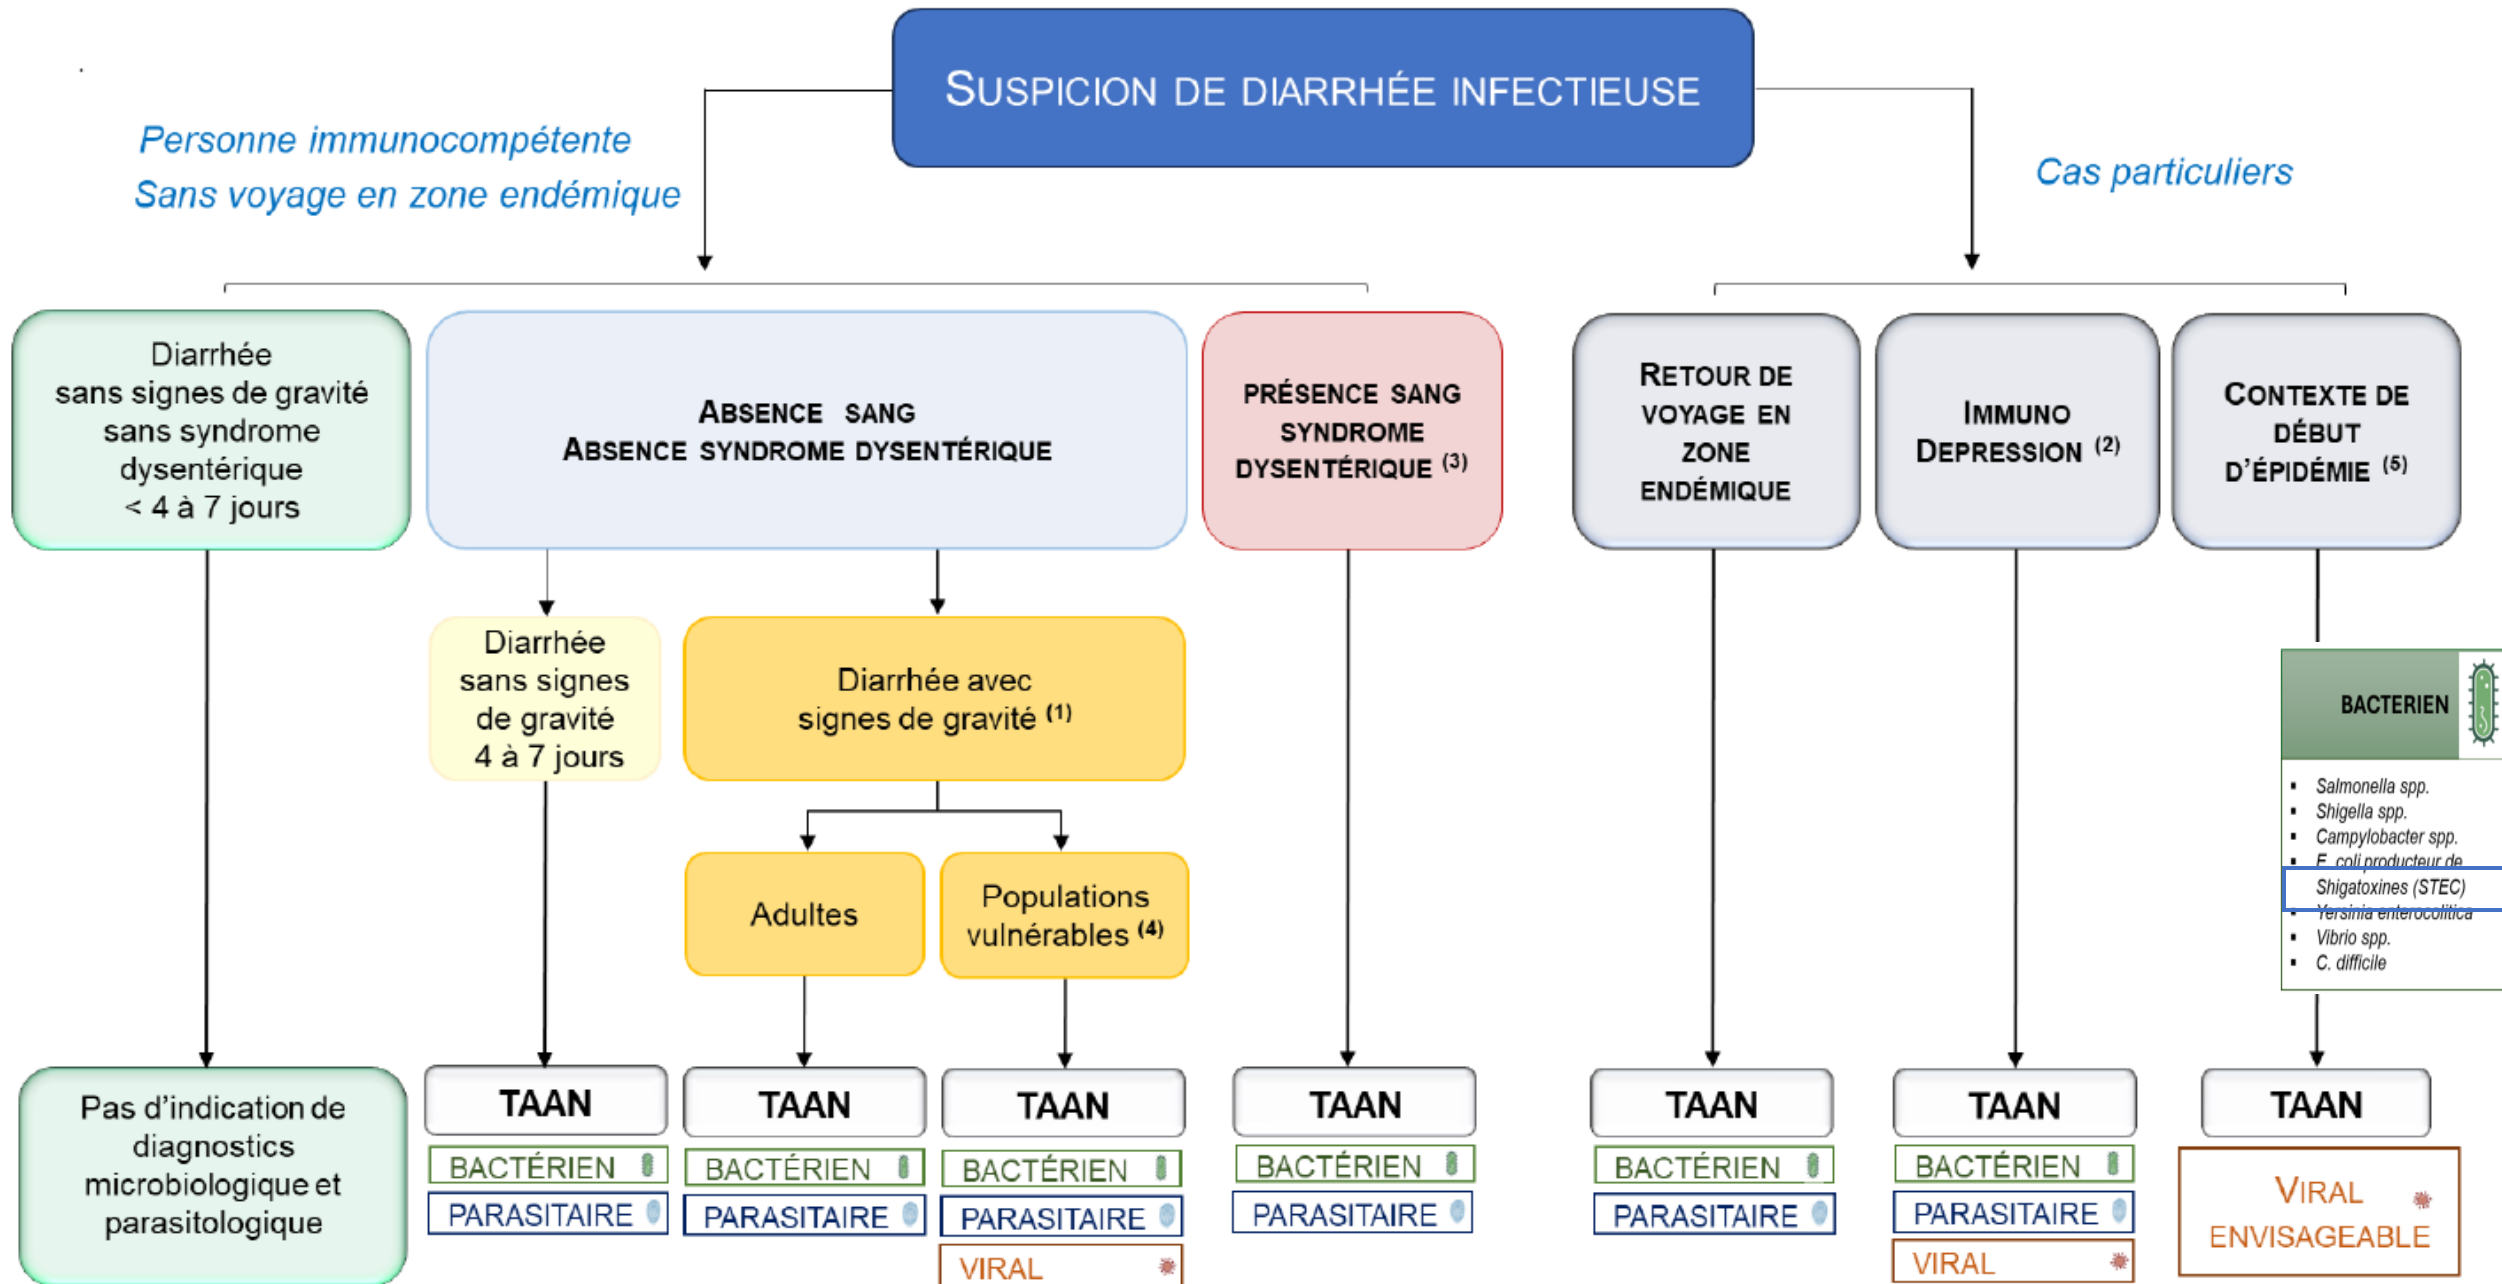 SUSPICION DE DIARRHÉE INFECTIEUSE
Personne immunocompétente
Sans voyage en zone endémique
Cas particuliers
Diarrhée
sans signes de gravité
sans syndrome
dysentérique
< 4 à 7 jours
ABSENCE SANG
ABSENCE SYNDROME DYSENTÉRIQUE
PRÉSENCE SANG
SYNDROME
DYSENTÉRIQUE (3)
RETOUR DE
VOYAGE EN
ZONE
ENDÉMIQUE
IMMUNO
DEPRESSION (2)
CONTEXTE DE
DÉBUT
D'ÉPIDÉMIE (5)
Diarrhée
sans signes
de gravité
4 à 7 jours
Diarrhée avec
signes de gravité (1)
Adultes
Populations
vulnérables (4)
BACTERIEN
▪ Salmonella spp.
▪ Shigella spp.
▪ Campylobacter spp.
▪ E. coli producteur de
Shigatoxines (STEC)
▪ Yersinia enterocolitica
▪ Vibrio spp.
▪ C. difficile
Pas d'indication de
diagnostics
microbiologique et
parasitologique
TAAN
BACTÉRIEN
PARASITAIRE
TAAN
BACTÉRIEN
PARASITAIRE
TAAN
BACTÉRIEN
PARASITAIRE
VIRAL
TAAN
BACTÉRIEN
PARASITAIRE
TAAN
BACTÉRIEN
PARASITAIRE
TAAN
BACTÉRIEN
PARASITAIRE
VIRAL
TAAN
VIRAL
ENVISAGEABLE